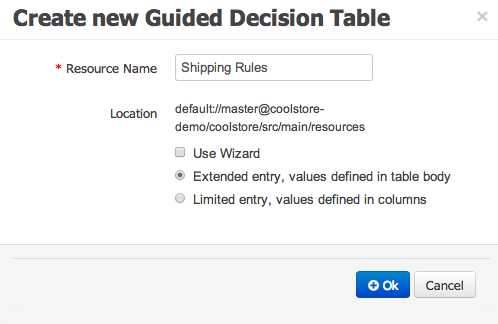 Create new Guided Decision Table ×
* Resource Name Shipping Rules
Location default://master@coolstore-
demo/coolstore/src/main/resources
Use Wizard
Extended entry, values defined in table body
Limited entry, values defined in columns
Ok Cancel